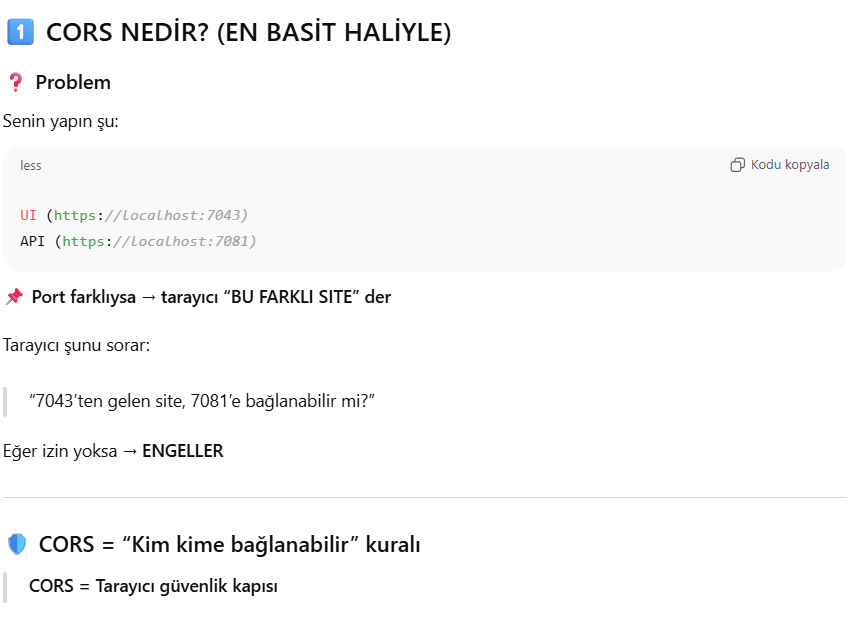 1 CORS NEDİR? (EN BASİT HALİYLE)
❓ Problem
Senin yapın şu:
less
Kodu kopyala
UI (https://localhost:7043)
API (https://localhost:7081)
📌 Port farklıysa → tarayıcı “BU FARKLI SITE” der
Tarayıcı şunu sorar:
“7043’ten gelen site, 7081’e bağlanabilir mi?”
Eğer izin yoksa → ENGELLER
🛡️ CORS = “Kim kime bağlanabilir” kuralı
CORS = Tarayıcı güvenlik kapısı